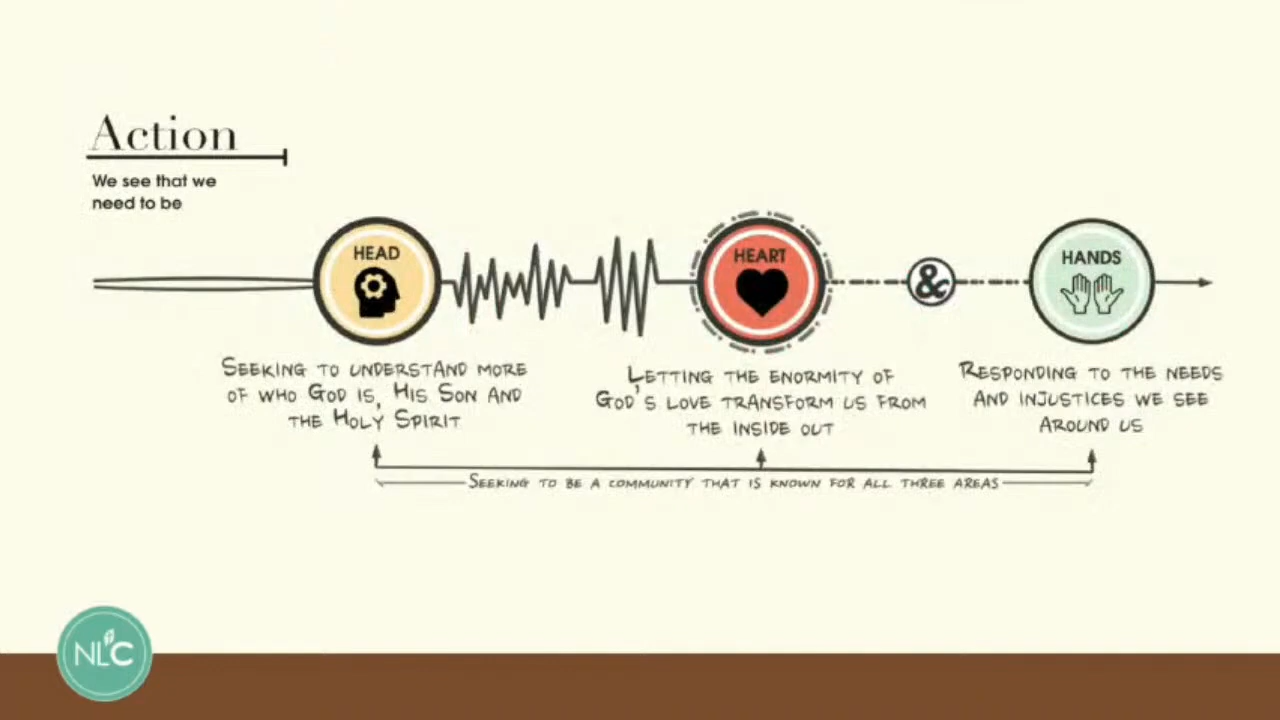 Action
We see that we
need to be
HEAD
HEART
&
HANDS
SEEKING TO UNDERSTAND MORE
OF WHO GOD IS, HIS SON AND
THE HOLY SPIRIT
LETTING THE ENORMITY OF
GOD'S LOVE TRANSFORM US FROM
THE INSIDE OUT
RESPONDING TO THE NEEDS
AND INJUSTICES WE SEE
AROUND US
SEEKING TO BE A COMMUNITY THAT IS KNOWN FOR ALL THREE AREAS
NLC